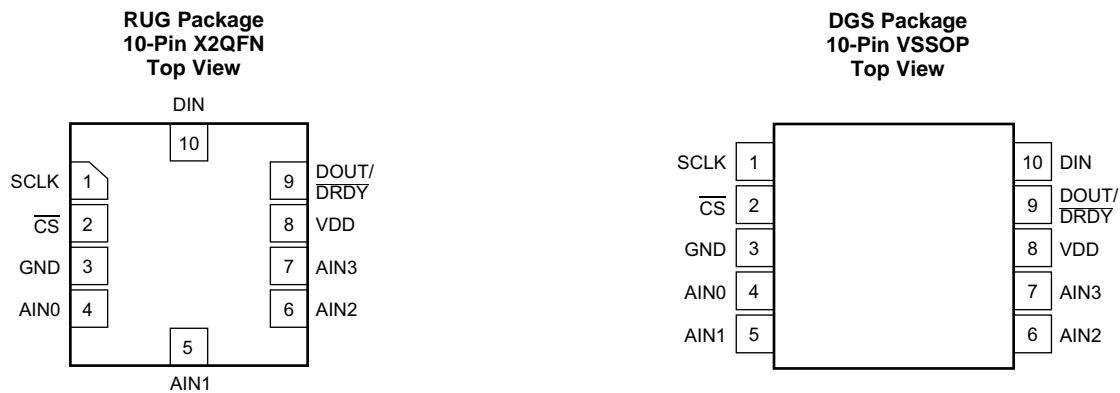 RUG Package
10-Pin X2QFN
Top View
DIN
10
SCLK 1
9 DOUT/
DRDY
CS 2
8 VDD
GND 3
7 AIN3
AIN0 4
6 AIN2
5
AIN1
DGS Package
10-Pin VSSOP
Top View
SCLK 1
10 DIN
CS 2
9 DOUT/
DRDY
GND 3
8 VDD
AIN0 4
7 AIN3
AIN1 5
6 AIN2